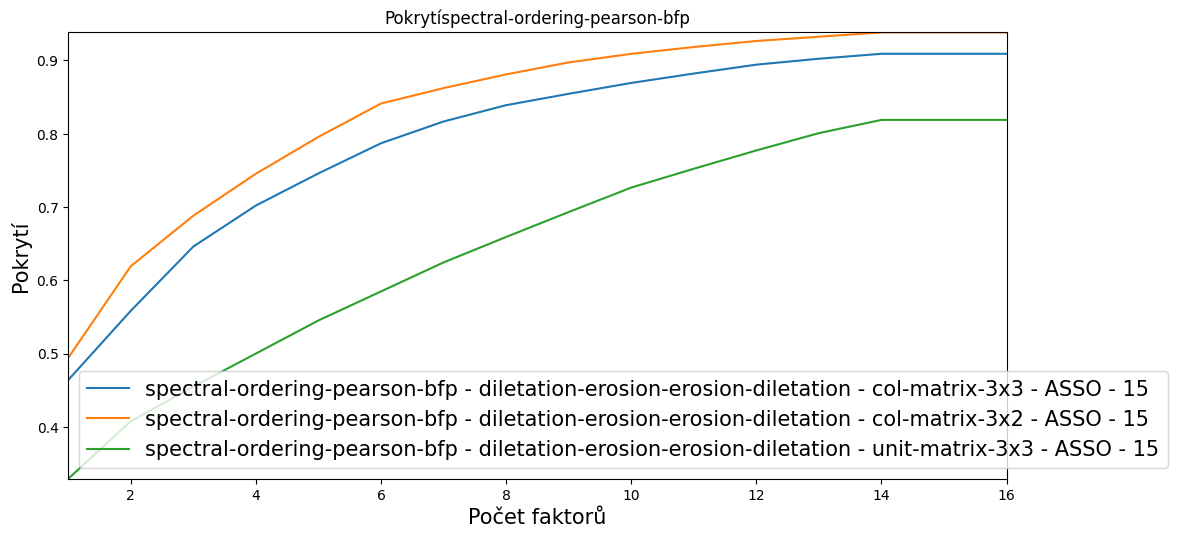 Pokrytíspectral-ordering-pearson-bfp
0.9
0.8
0.7
0.6
0.5
0.4
Pokrytí
spectral-ordering-pearson-bfp - diletation-erosion-erosion-diletation - col-matrix-3x3 - ASSO - 15
spectral-ordering-pearson-bfp - diletation-erosion-erosion-diletation - col-matrix-3x2 - ASSO - 15
spectral-ordering-pearson-bfp - diletation-erosion-erosion-diletation - unit-matrix-3x3 - ASSO - 15
2 4 6 8 10 12 14 16
Počet faktorů